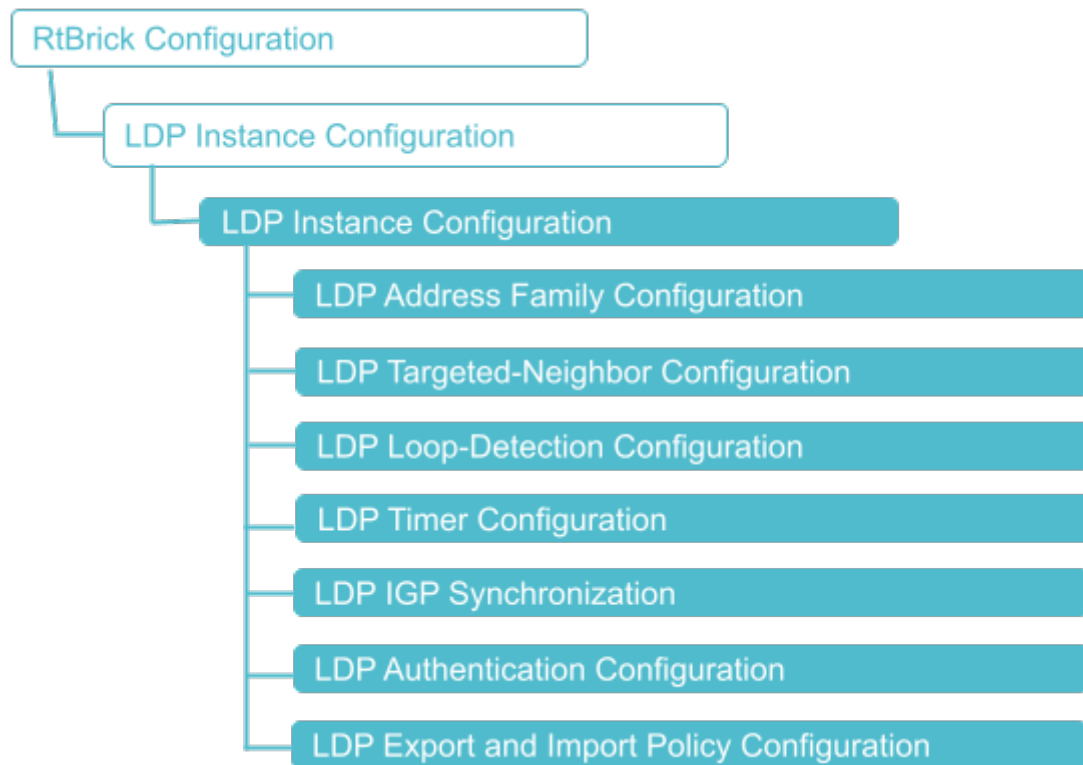 RtBrick Configuration
LDP Instance Configuration
LDP Instance Configuration
LDP Address Family Configuration
LDP Targeted-Neighbor Configuration
LDP Loop-Detection Configuration
LDP Timer Configuration
LDP IGP Synchronization
LDP Authentication Configuration
LDP Export and Import Policy Configuration